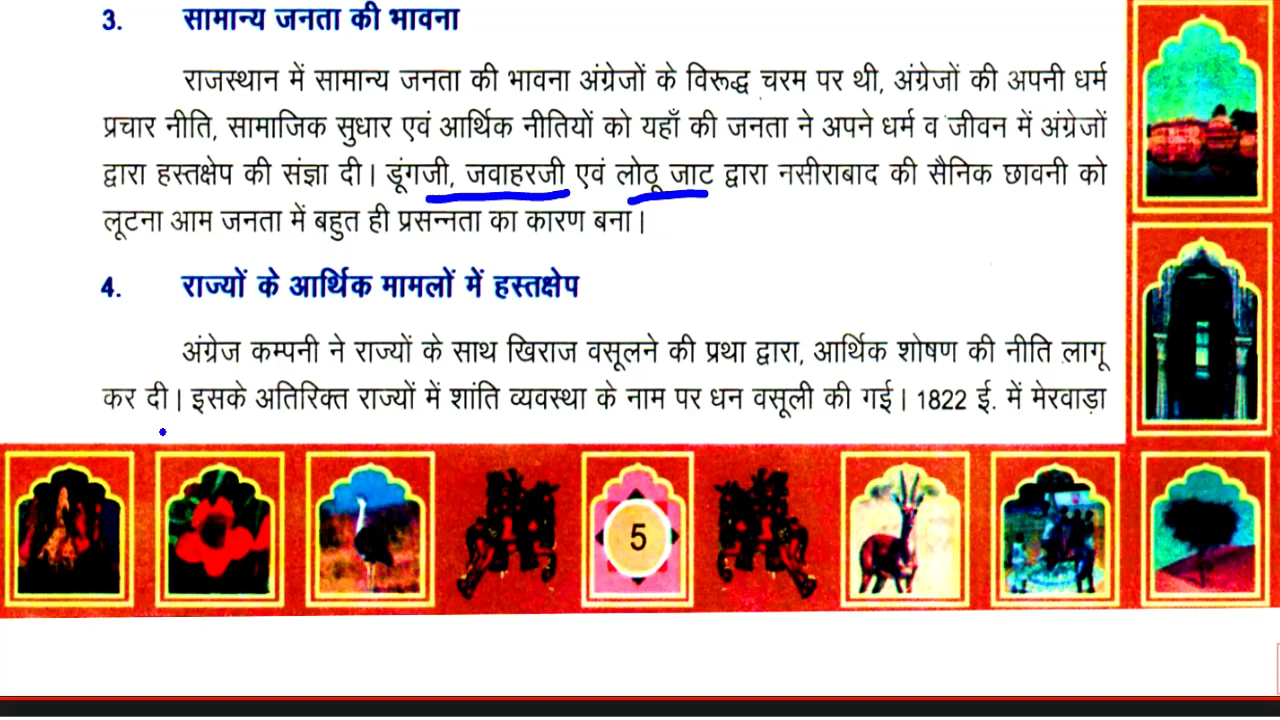 3. सामान्य जनता की भावना
राजस्थान में सामान्य जनता की भावना अंग्रेजों के विरूद्ध चरम पर थी, अंग्रेजों की अपनी धर्म
प्रचार नीति, सामाजिक सुधार एवं आर्थिक नीतियों को यहाँ की जनता ने अपने धर्म व जीवन में अंग्रेजों
द्वारा हस्तक्षेप की संज्ञा दी। डूंगजी, जवाहरजी एवं लोठू जाट द्वारा नसीराबाद की सैनिक छावनी को
लूटना आम जनता में बहुत ही प्रसन्नता का कारण बना।
4. राज्यों के आर्थिक मामलों में हस्तक्षेप
अंग्रेज कम्पनी ने राज्यों के साथ खिराज वसूलने की प्रथा द्वारा, आर्थिक शोषण की नीति लागू
कर दी। इसके अतिरिक्त राज्यों में शांति व्यवस्था के नाम पर धन वसूली की गई। 1822 ई. में मेरवाड़ा
5